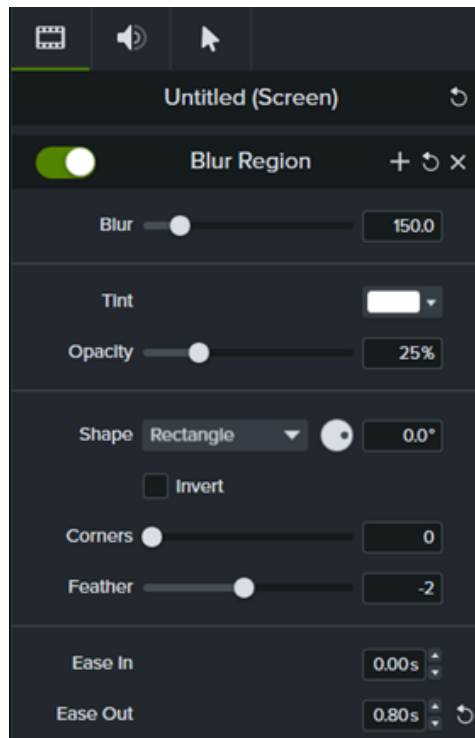 Untitled (Screen)
Blur Region
Blur 150.0
Tint
Opacity 25%
Shape Rectangle 0.0°
Invert
Corners 0
Feather -2
Ease In 0.00s
Ease Out 0.80s